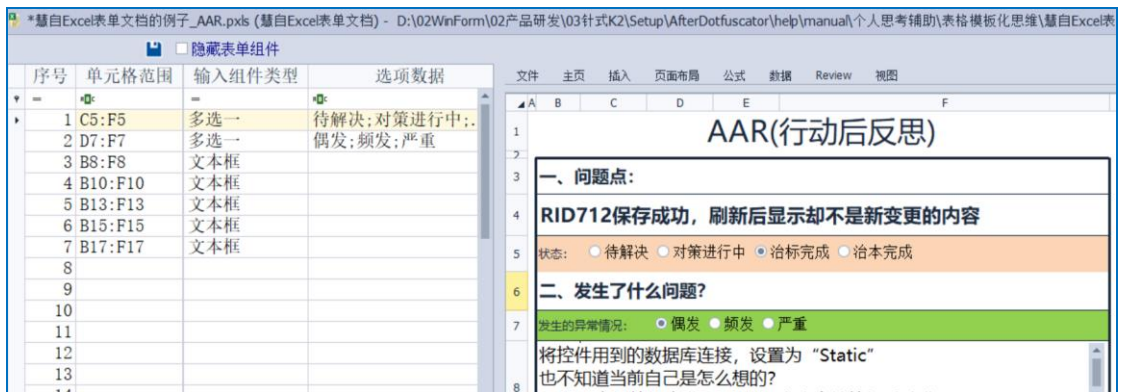 *慧自Excel表单文档的例子_AAR.pxls (慧自Excel表单文档) - D:\02WinForm\02产品研发\03针式K2\Setup\AfterDotfuscator\help\manual\个人思考辅助\表格模板化思维\慧自Excel表
隐藏表单组件
序号 单元格范围 输入组件类型 选项数据
1 C5:F5 多选一 待解决;对策进行中;.
2 D7:F7 多选一 偶发;频发;严重
3 B8:F8 文本框
4 B10:F10 文本框
5 B13:F13 文本框
6 B15:F15 文本框
7 B17:F17 文本框
8
9
10
11
12
13
14
文件 主页 插入 页面布局 公式 数据 Review 视图
A B C D E F
1 AAR(行动后反思)
2
3 一、问题点:
4 RID712保存成功，刷新后显示却不是新变更的内容
5 状态: 待解决 对策进行中 治标完成 治本完成
6 二、发生了什么问题?
7 发生的异常情况: 偶发 频发 严重
将控件用到的数据库连接，设置为“Static”
8 也不知道当前自己是怎么想的?